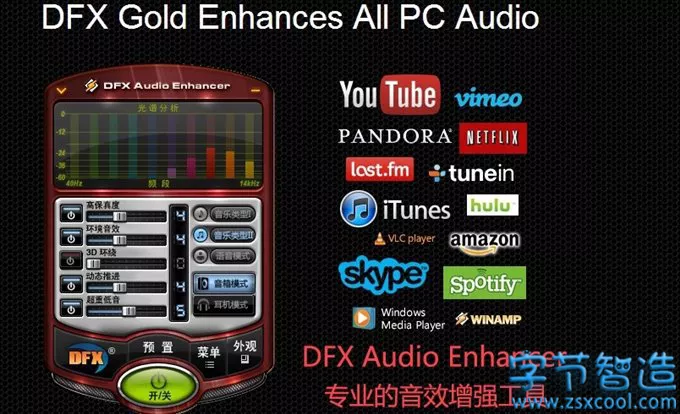 DFX Gold Enhances All PC Audio
DFX Audio Enhancer
光谱分析
0
-12
-24
-36
-60
40Hz 频段 14kHz
高保真度 4
环境音效 4
3D 环绕 0
动态推进 4
超重低音 5
音乐类型I
音乐类型II
语音模式
音箱模式
耳机模式
DFX®
预置
菜单
外观
开/关
YouTube
vimeo
PANDORA
NETFLIX
last.fm
tunein
iTunes
hulu
VLC player
amazon
skype
Spotify
Windows
Media Player
WINAMP
DFX Audio Enhancer
专业的音效增强工具
字节智造
www.zsxcool.com